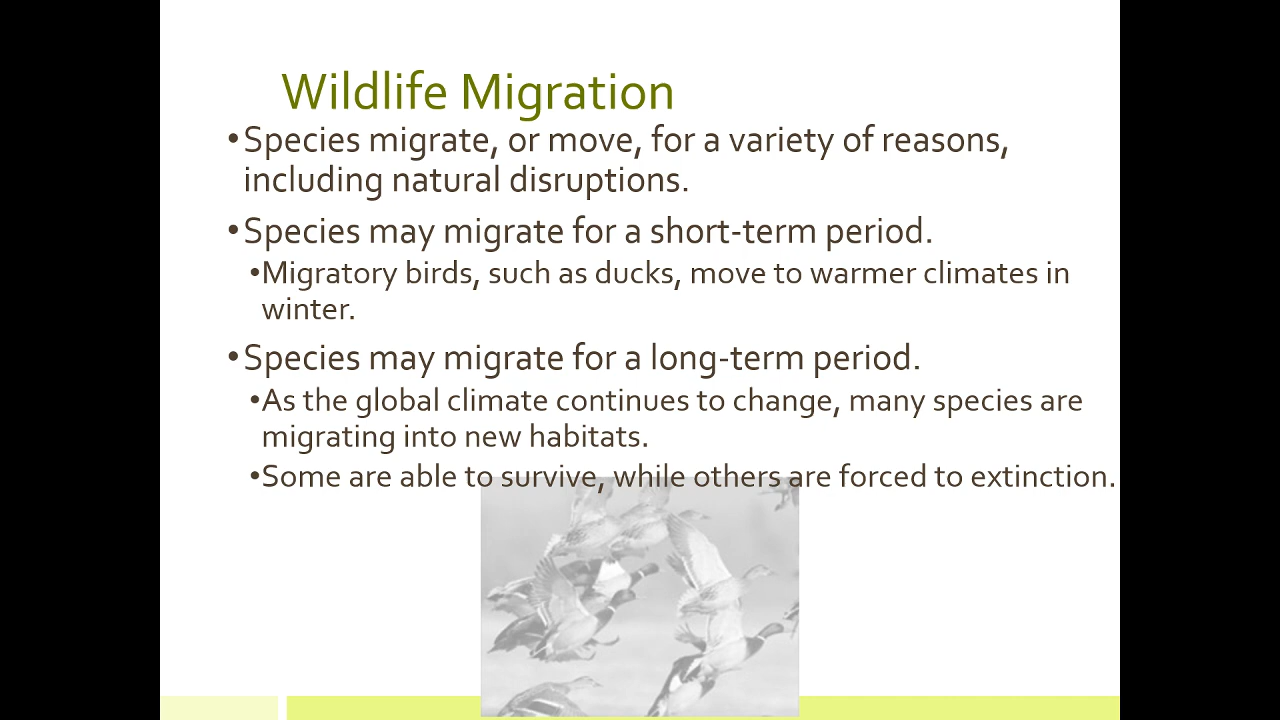 Wildlife Migration
•Species migrate, or move, for a variety of reasons,
including natural disruptions.
•Species may migrate for a short-term period.
•Migratory birds, such as ducks, move to warmer climates in
winter.
•Species may migrate for a long-term period.
•As the global climate continues to change, many species are
migrating into new habitats.
•Some are able to survive, while others are forced to extinction.